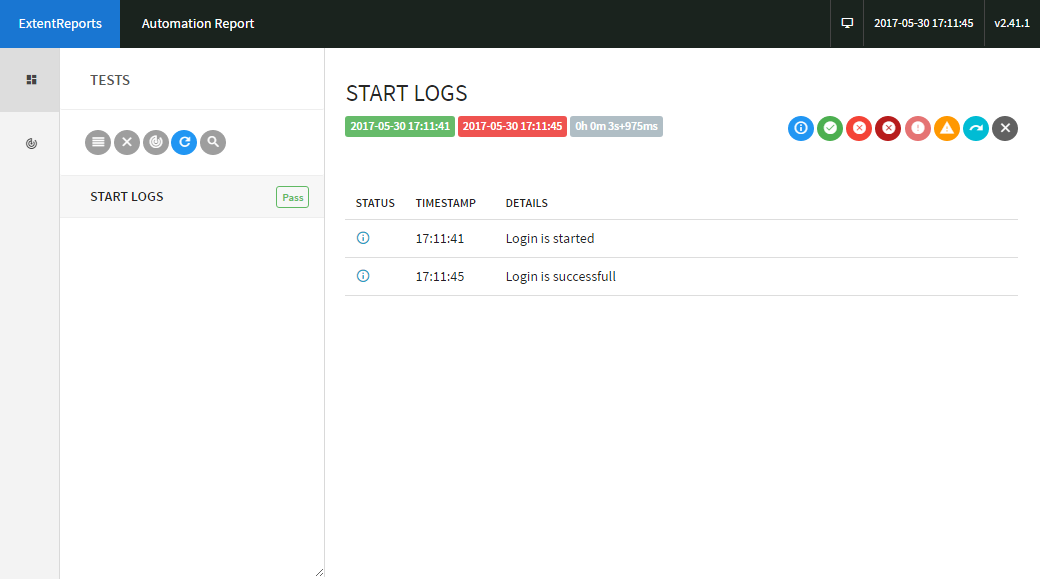 ExtentReports Automation Report 2017-05-30 17:11:45 v2.41.1
TESTS
START LOGS Pass
START LOGS
2017-05-30 17:11:41 2017-05-30 17:11:45 0h 0m 3s+975ms
STATUS TIMESTAMP DETAILS
17:11:41 Login is started
17:11:45 Login is successfull